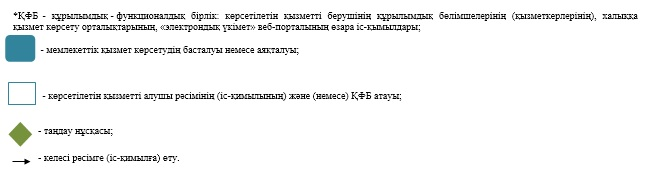 *ҚФБ - құрылымдық - функционалдық бірлік: көрсетілетін қызметті берушінің құрылымдық бөлімшелерінің (қызметкерлерінің), халыққа
қызмет көрсету орталықтарының, «электрондық үкімет» веб-порталының өзара іс-қимылдары;
- мемлекеттік қызмет көрсетудің басталуы немесе аяқталуы;
- көрсетілетін қызметті алушы рәсімінің (іс-қимылының) және (немесе) ҚФБ атауы;
- таңдау нұсқасы;
- келесі рәсімге (іс-қимылға) өту.